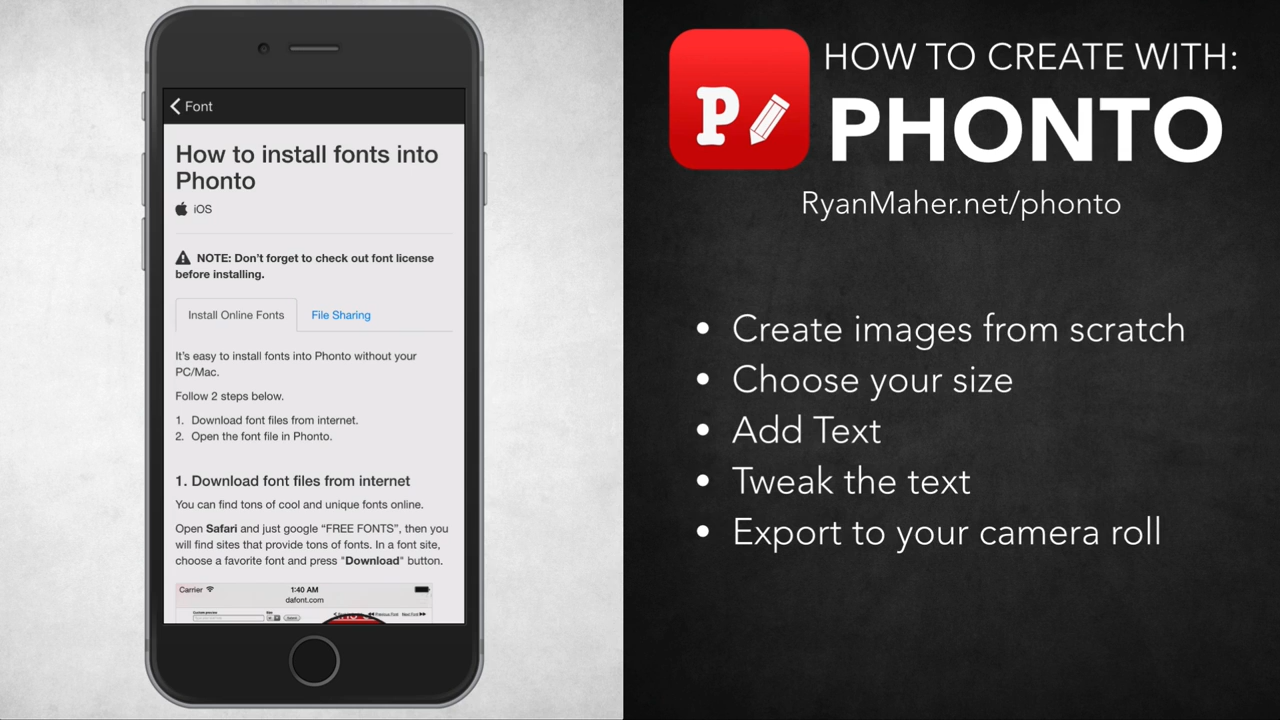 Font
How to install fonts into
Phonto
iOS
NOTE: Don't forget to check out font license
before installing.
Install Online Fonts
File Sharing
It's easy to install fonts into Phonto without your
PC/Mac.
Follow 2 steps below.
1. Download font files from internet.
2. Open the font file in Phonto.
1. Download font files from internet
You can find tons of cool and unique fonts online.
Open Safari and just google “FREE FONTS”, then you
will find sites that provide tons of fonts. In a font site,
choose a favorite font and press "Download" button.
Carrier 1:40 AM
dafont.com
P
HOW TO CREATE WITH:
PHONTO
RyanMaher.net/phonto
• Create images from scratch
• Choose your size
• Add Text
• Tweak the text
• Export to your camera roll